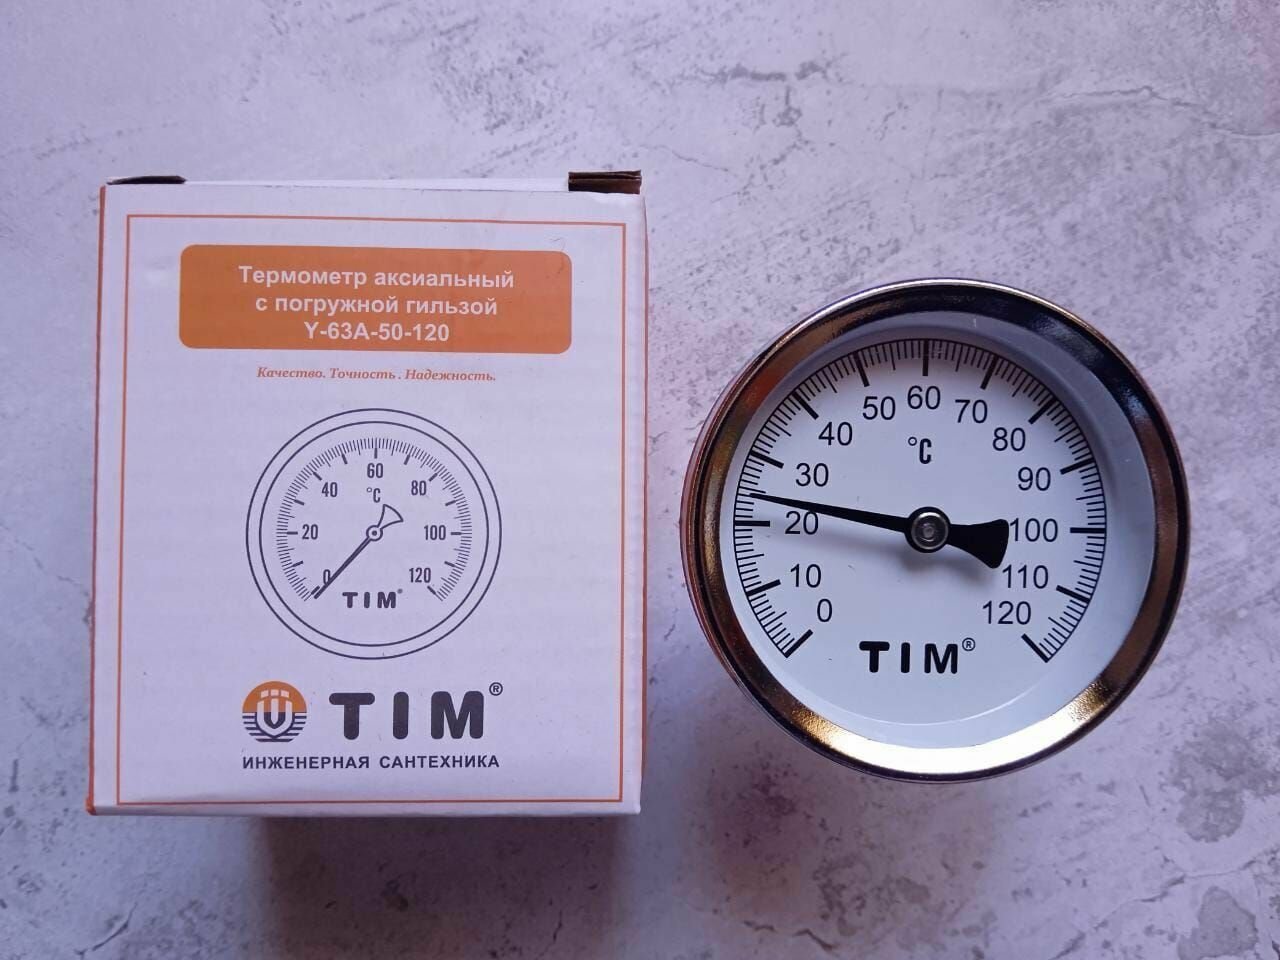 Термометр аксиальный
с погружной гильзой
Y-63A-50-120
Качество. Точность . Надежность.
60
°C
40
80
20
100
0
120
TIM®
TIM®
ИНЖЕНЕРНАЯ САНТЕХНИКА
60
50
70
40
80
°C
30
90
20
100
10
110
0
120
TIM®